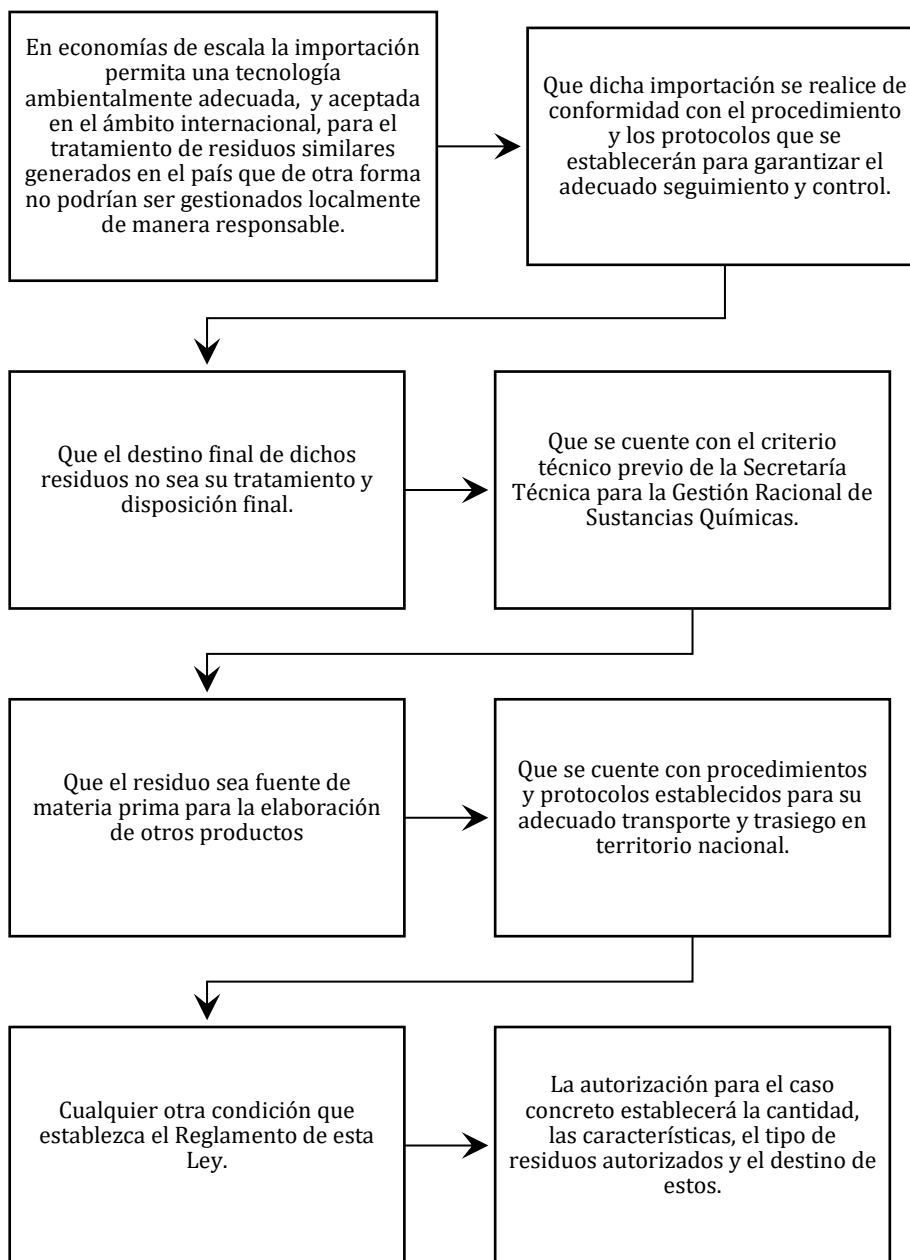 En economías de escala la importación
permita una tecnología
ambientalmente adecuada, y aceptada
en el ámbito internacional, para el
tratamiento de residuos similares
generados en el país que de otra forma
no podrían ser gestionados localmente
de manera responsable.
Que dicha importación se realice de
conformidad con el procedimiento
y los protocolos que se
establecerán para garantizar el
adecuado seguimiento y control.
Que el destino final de dichos
residuos no sea su tratamiento y
disposición final.
Que se cuente con el criterio
técnico previo de la Secretaría
Técnica para la Gestión Racional de
Sustancias Químicas.
Que el residuo sea fuente de
materia prima para la elaboración
de otros productos
Que se cuente con procedimientos
y protocolos establecidos para su
adecuado transporte y trasiego en
territorio nacional.
Cualquier otra condición que
establezca el Reglamento de esta
Ley.
La autorización para el caso
concreto establecerá la cantidad,
las características, el tipo de
residuos autorizados y el destino de
estos.